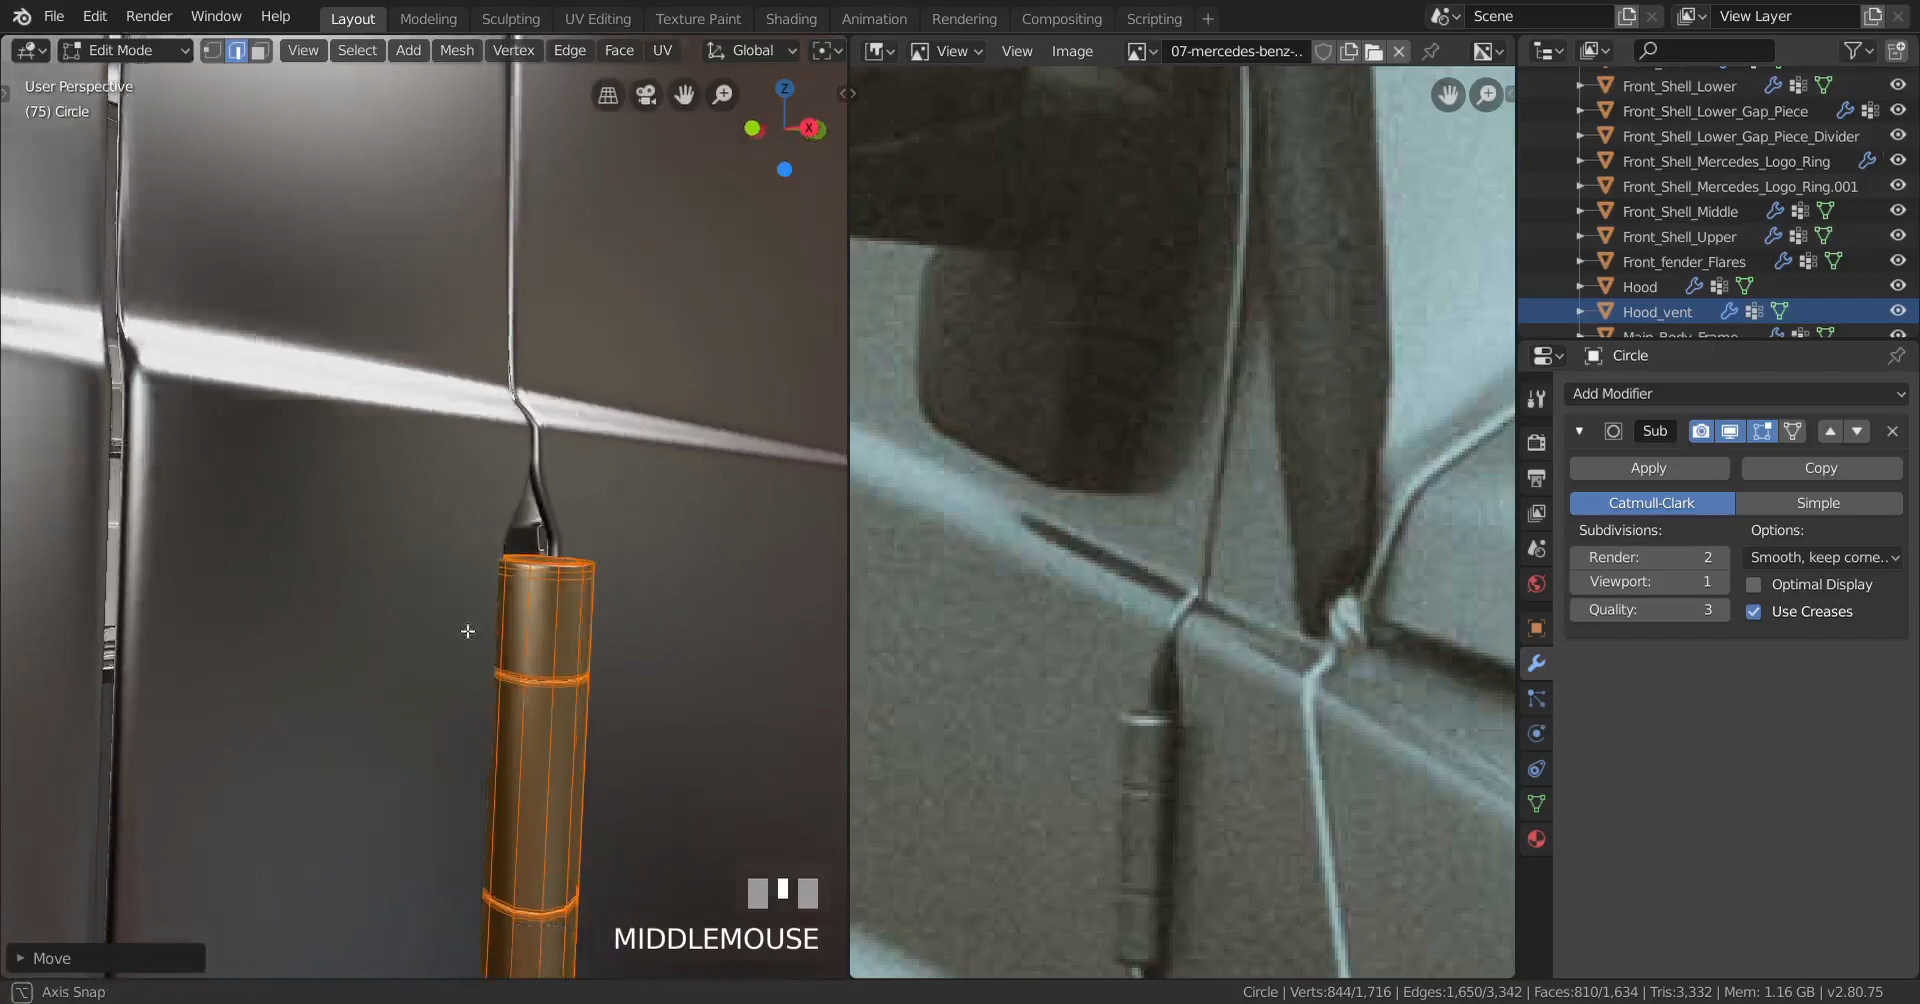 File Edit Render Window Help Layout Modeling Sculpting UV Editing Texture Paint Shading Animation Rendering Compositing Scripting + Scene View Layer
Edit Mode View Select Add Mesh Vertex Edge Face UV Global View View Image 07-mercedes-benz-..
User Perspective
(75) Circle
Z
X
Front_Shell_Lower
Front_Shell_Lower_Gap_Piece
Front_Shell_Lower_Gap_Piece_Divider
Front_Shell_Mercedes_Logo_Ring
Front_Shell_Mercedes_Logo_Ring.001
Front_Shell_Middle
Front_Shell_Upper
Front_fender_Flares
Hood
Hood_vent
Main_Body_Frame
Circle
Add Modifier
Sub
Apply Copy
Catmull-Clark Simple
Subdivisions: Options:
Render: 2 Smooth, keep corne..
Viewport: 1 Optimal Display
Quality: 3 Use Creases
MIDDLEMOUSE
Move
Axis Snap Circle | Verts:844/1,716 | Edges:1,650/3,342 | Faces:810/1,634 | Tris:3,332 | Mem: 1.16 GB | v2.80.75